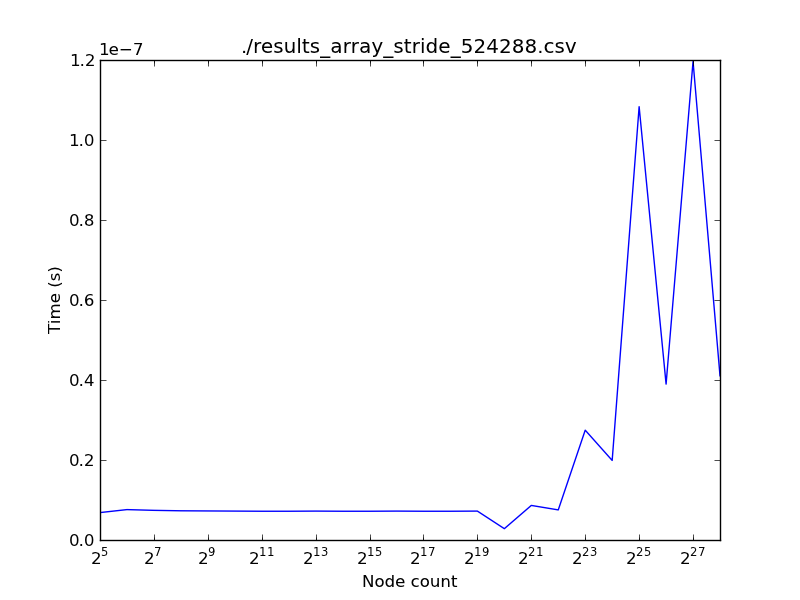 ./results_array_stride_524288.csv
1e−7
1.2
1.0
0.8
0.6
0.4
0.2
0.0
Time (s)
2^5 2^7 2^9 2^11 2^13 2^15 2^17 2^19 2^21 2^23 2^25 2^27
Node count